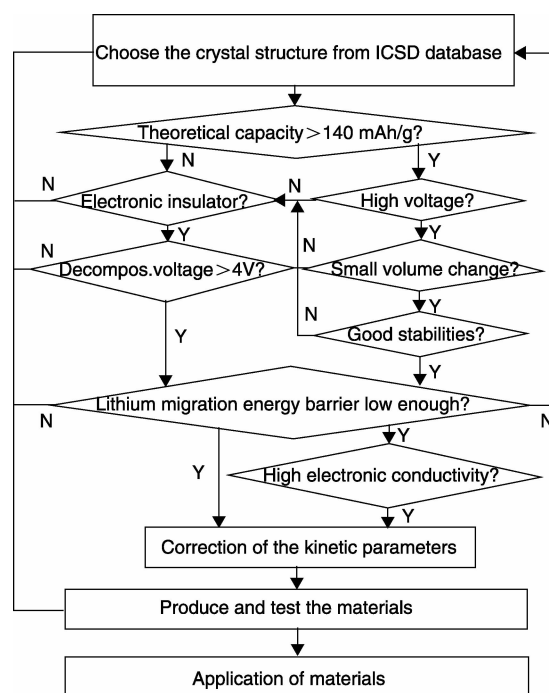 Choose the crystal structure from ICSD database
Theoretical capacity > 140 mAh/g?
N
Y
N
Electronic insulator?
N
High voltage?
Y
Y
N
Decompos.voltage > 4V?
N
Small volume change?
Y
N
Good stabilities?
Y
Y
Lithium migration energy barrier low enough?
N
N
Y
Y
High electronic conductivity?
Y
Correction of the kinetic parameters
Produce and test the materials
Application of materials